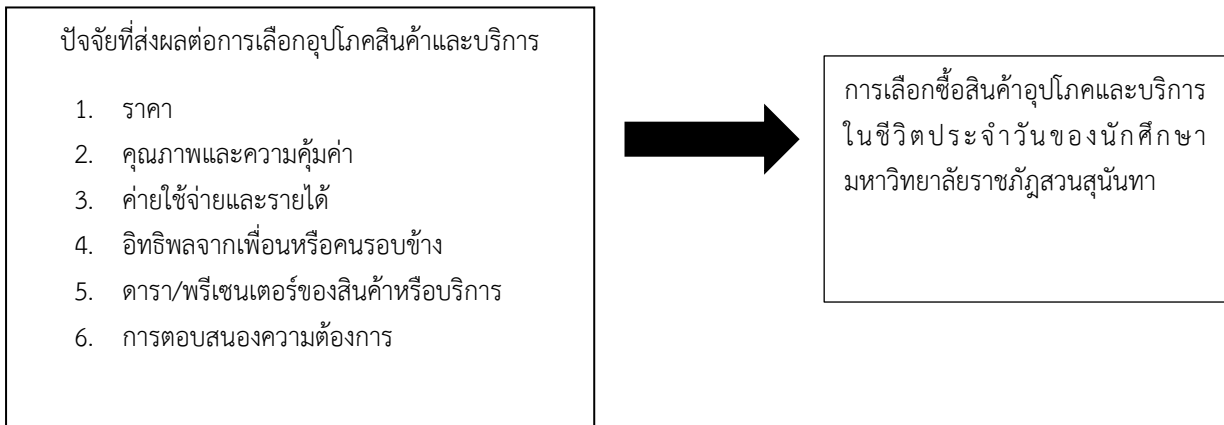 ปัจจัยที่ส่งผลต่อการเลือกอุปโภคสินค้าและบริการ
1. ราคา
2. คุณภาพและความคุ้มค่า
3. ค่ายใช้จ่ายและรายได้
4. อิทธิพลจากเพื่อนหรือคนรอบข้าง
5. ดารา/พรีเซนเตอร์ของสินค้าหรือบริการ
6. การตอบสนองความต้องการ
การเลือกซื้อสินค้าอุปโภคและบริการ
ในชีวิตประจำวันของนักศึกษา
มหาวิทยาลัยราชภัฏสวนสุนันทา